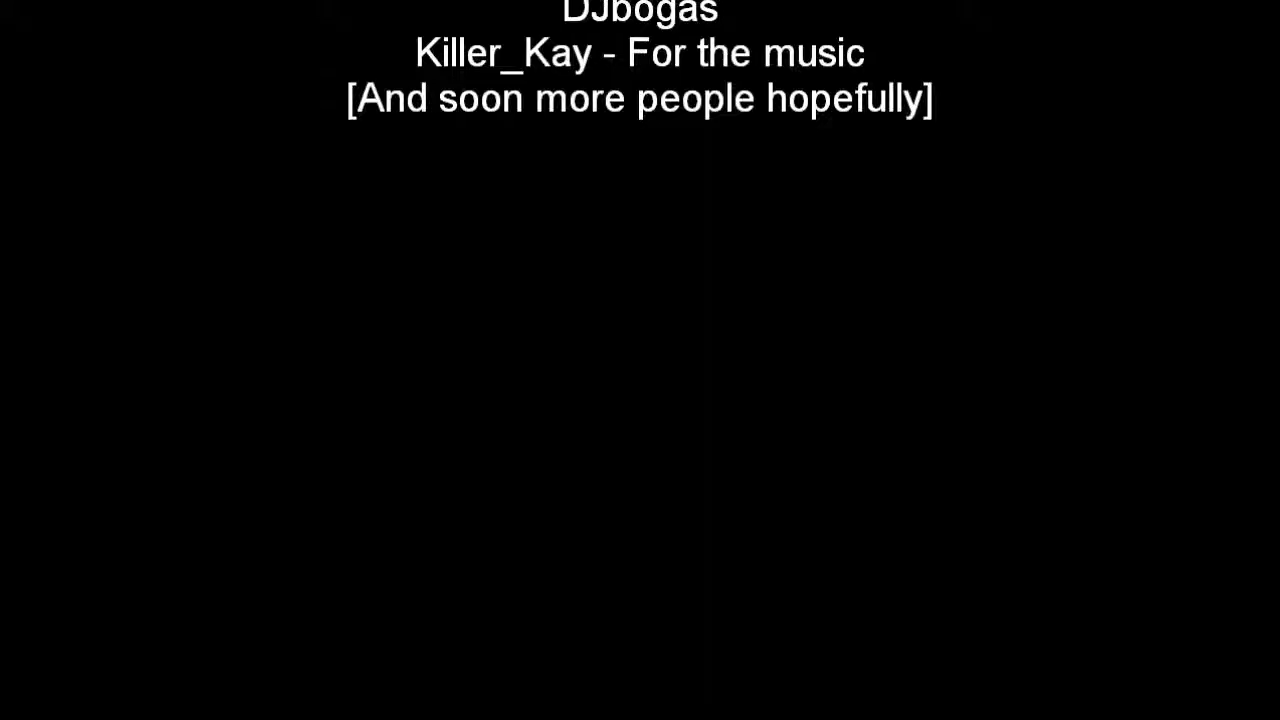 DJbogas
Killer_Kay - For the music
[And soon more people hopefully]